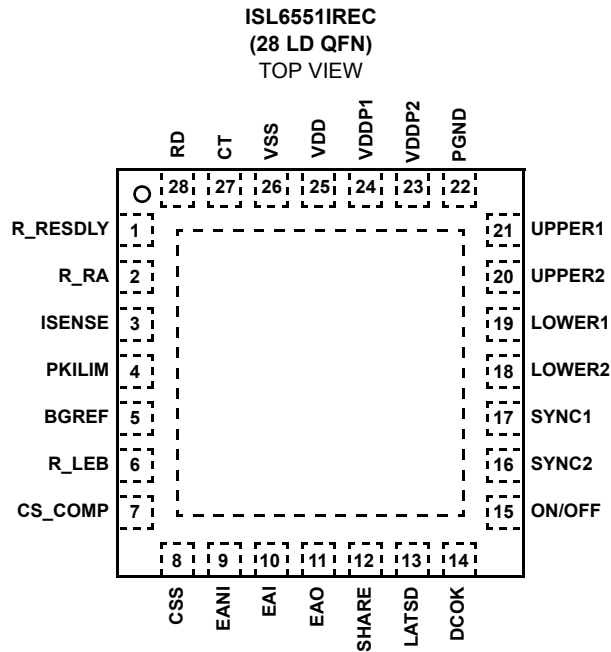 ISL6551IREC
(28 LD QFN)
TOP VIEW
RD
CT
VSS
VDD
VDDP1
VDDP2
PGND
28 27 26 25 24 23 22
R_RESDLY 1
R_RA 2
ISENSE 3
PKILIM 4
BGREF 5
R_LEB 6
CS_COMP 7
21 UPPER1
20 UPPER2
19 LOWER1
18 LOWER2
17 SYNC1
16 SYNC2
15 ON/OFF
8 9 10 11 12 13 14
CSS
EANI
EAI
EAO
SHARE
LATSD
DCOK